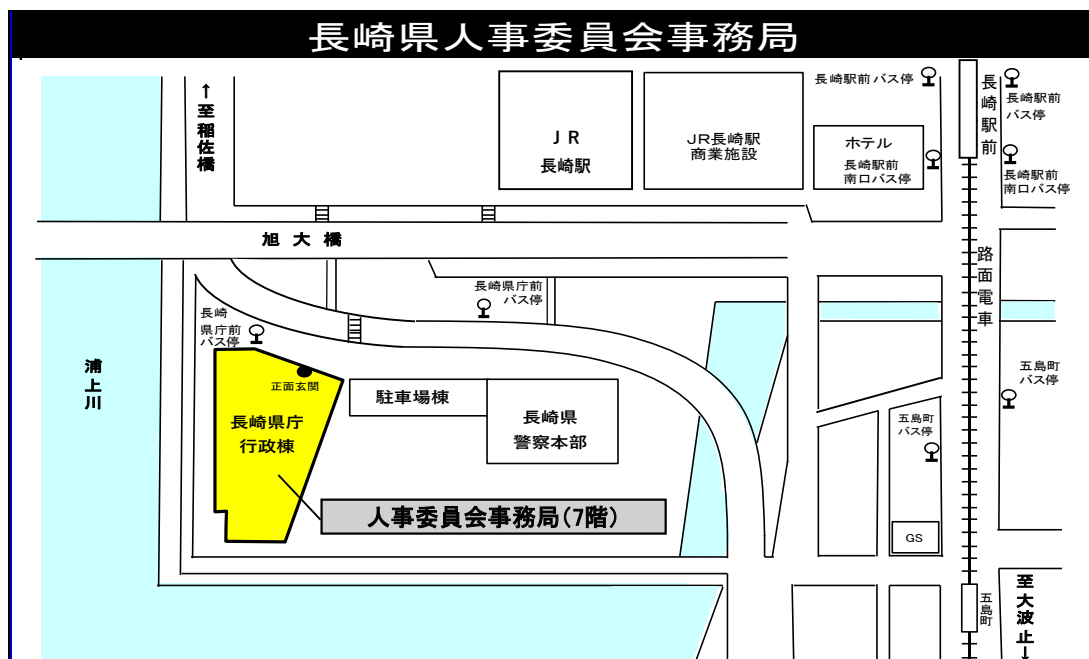 長崎県人事委員会事務局
↑至稲佐橋
JR
長崎駅
JR長崎駅
商業施設
長崎駅前バス停
ホテル
長崎駅前
南口バス停
長崎駅前
長崎駅前
バス停
長崎駅前
南口バス停
旭大橋
路面電車
長崎県庁前
バス停
長崎
県庁前
バス停
浦上川
正面玄関
長崎県庁
行政棟
駐車場棟
長崎県
警察本部
五島町
バス停
五島町
バス停
人事委員会事務局(7階)
GS
五島町
至大波止↓